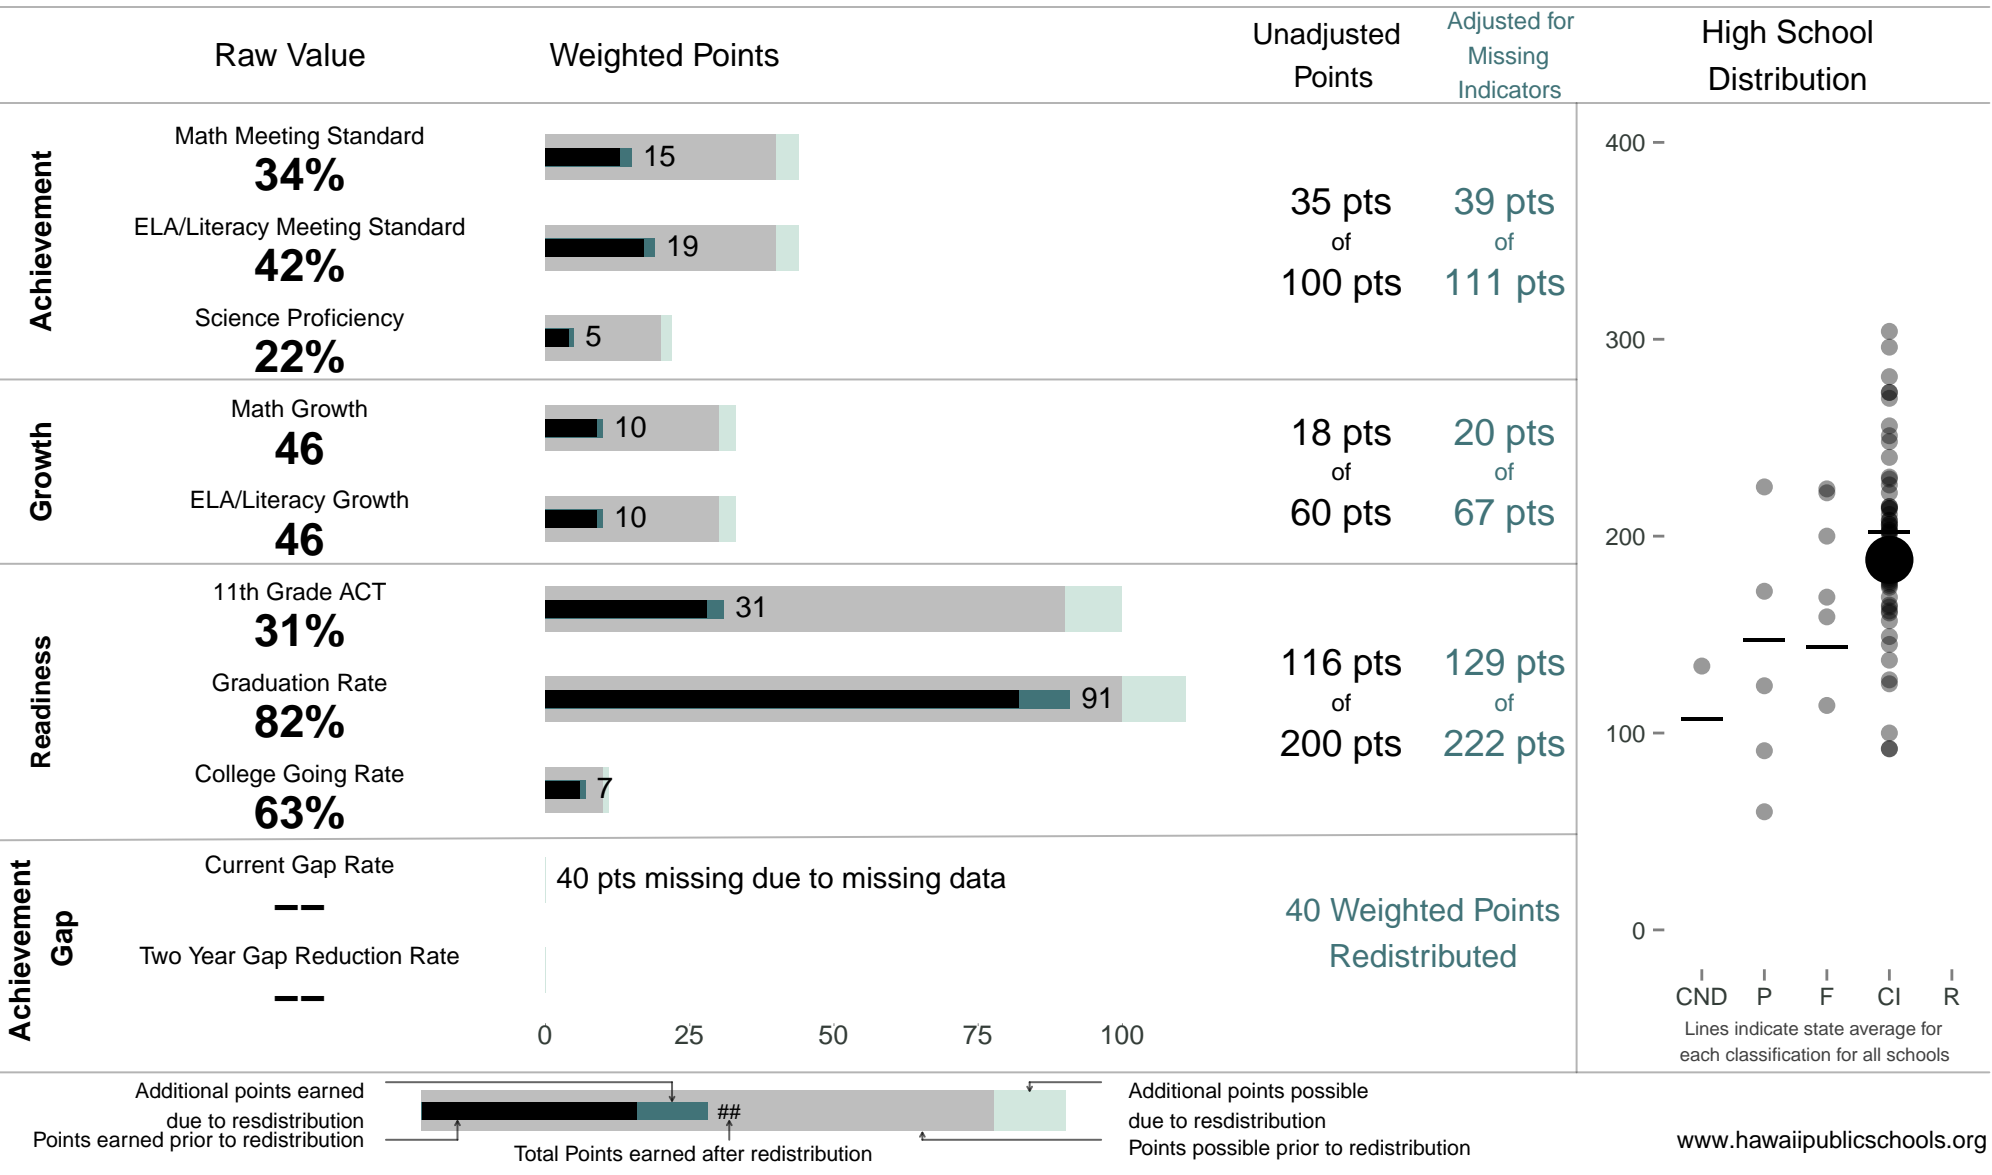 Raw Value
Weighted Points
Unadjusted
Points
Adjusted for
Missing
Indicators
High School
Distribution
Achievement
Math Meeting Standard
34%
15
ELA/Literacy Meeting Standard
42%
19
Science Proficiency
22%
5
35 pts
of
100 pts
39 pts
of
111 pts
Growth
Math Growth
46
10
ELA/Literacy Growth
46
10
18 pts
of
60 pts
20 pts
of
67 pts
Readiness
11th Grade ACT
31%
31
Graduation Rate
82%
91
College Going Rate
63%
7
116 pts
of
200 pts
129 pts
of
222 pts
Achievement
Gap
Current Gap Rate
--
40 pts missing due to missing data
Two Year Gap Reduction Rate
--
40 Weighted Points
Redistributed
0 25 50 75 100
400
300
200
100
0
CND P F CI R
Lines indicate state average for
each classification for all schools
Additional points earned
due to resdistribution
Points earned prior to redistribution
##
Total Points earned after redistribution
Additional points possible
due to resdistribution
Points possible prior to redistribution
www.hawaiipublicschools.org